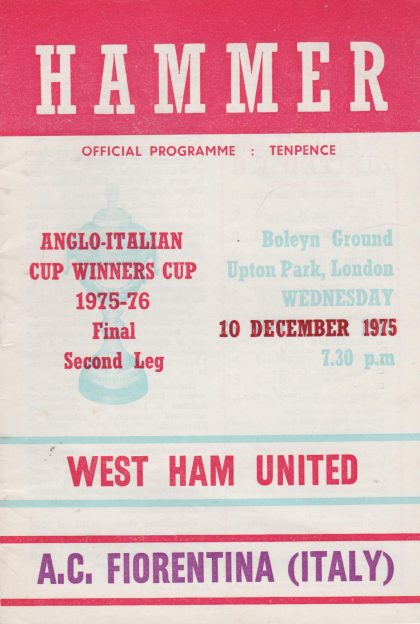 HAMMER
OFFICIAL PROGRAMME : TENPENCE
ANGLO-ITALIAN
CUP WINNERS CUP
1975-76
Final
Second Leg
Boleyn Ground
Upton Park, London
WEDNESDAY
10 DECEMBER 1975
7.30 p.m
WEST HAM UNITED
A.C. FIORENTINA (ITALY)